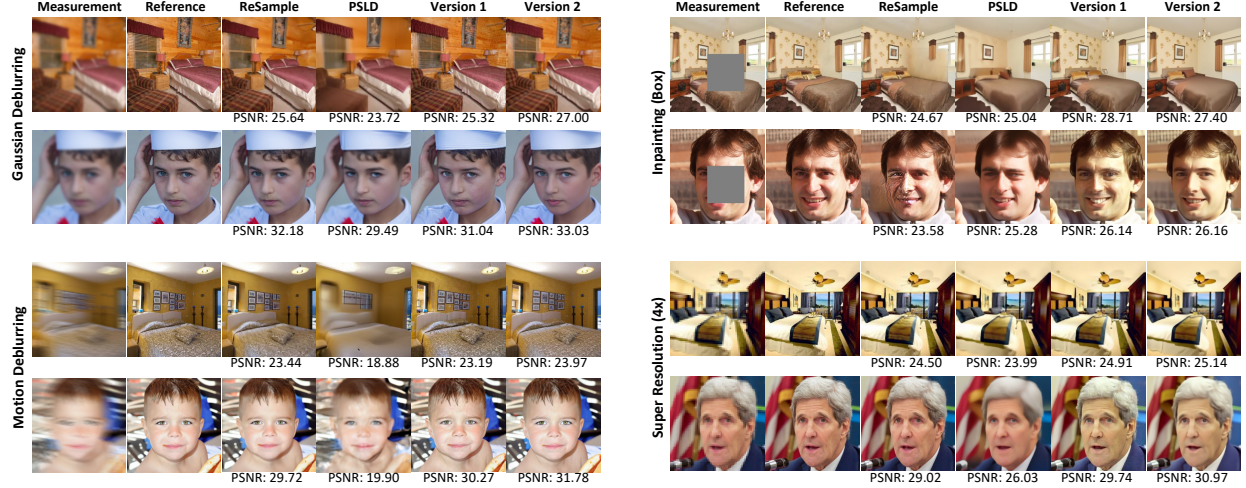 Measurement Reference ReSample PSLD Version 1 Version 2
Gaussian Deblurring
PSNR: 25.64 PSNR: 23.72 PSNR: 25.32 PSNR: 27.00
PSNR: 32.18 PSNR: 29.49 PSNR: 31.04 PSNR: 33.03
Motion Deblurring
PSNR: 23.44 PSNR: 18.88 PSNR: 23.19 PSNR: 23.97
PSNR: 29.72 PSNR: 19.90 PSNR: 30.27 PSNR: 31.78
Measurement Reference ReSample PSLD Version 1 Version 2
Inpainting (Box)
PSNR: 24.67 PSNR: 25.04 PSNR: 28.71 PSNR: 27.40
PSNR: 23.58 PSNR: 25.28 PSNR: 26.14 PSNR: 26.16
Super Resolution (4x)
PSNR: 24.50 PSNR: 23.99 PSNR: 24.91 PSNR: 25.14
PSNR: 29.02 PSNR: 26.03 PSNR: 29.74 PSNR: 30.97